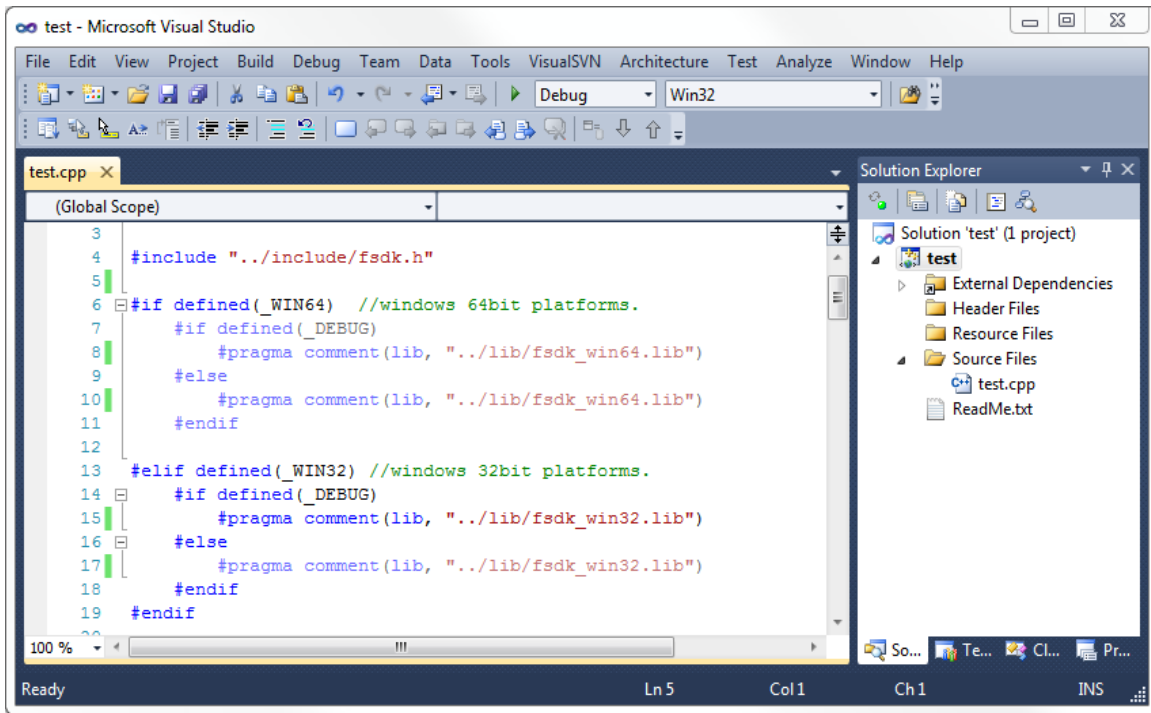 test - Microsoft Visual Studio
File Edit View Project Build Debug Team Data Tools VisualSVN Architecture Test Analyze Window Help
Debug Win32
test.cpp
(Global Scope)
3
4 #include "../include/fsdk.h"
5
6 #if defined(_WIN64)  //windows 64bit platforms.
7     #if defined(_DEBUG)
8         #pragma comment(lib, "../lib/fsdk_win64.lib")
9     #else
10         #pragma comment(lib, "../lib/fsdk_win64.lib")
11     #endif
12
13 #elif defined(_WIN32) //windows 32bit platforms.
14     #if defined(_DEBUG)
15         #pragma comment(lib, "../lib/fsdk_win32.lib")
16     #else
17         #pragma comment(lib, "../lib/fsdk_win32.lib")
18     #endif
19 #endif
100 %
Solution Explorer
Solution 'test' (1 project)
test
External Dependencies
Header Files
Resource Files
Source Files
test.cpp
ReadMe.txt
So... Te... Cl... Pr...
Ready Ln 5 Col 1 Ch 1 INS